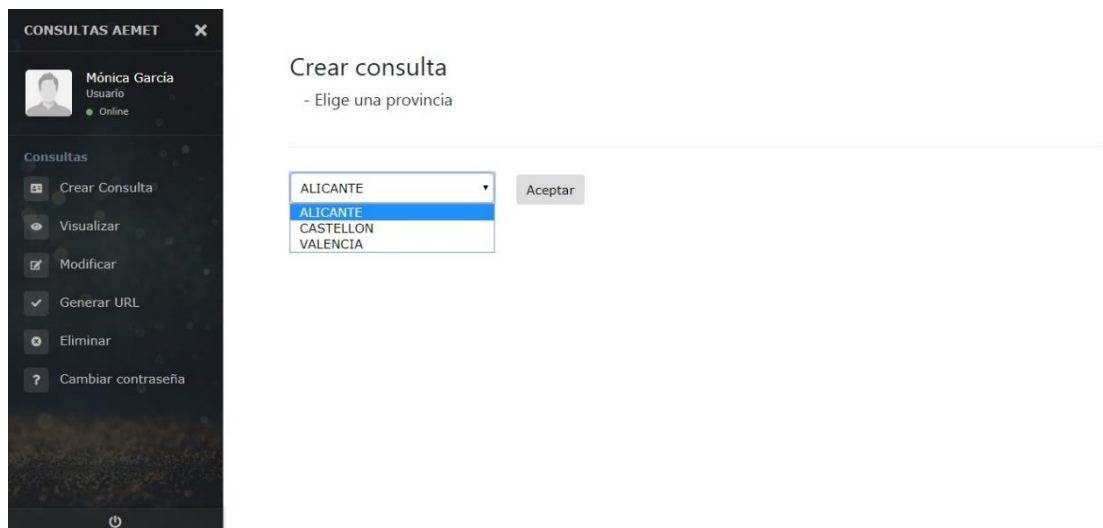 CONSULTAS AEMET
Mónica García
Usuario
Online
Consultas
Crear Consulta
Visualizar
Modificar
Generar URL
Eliminar
Cambiar contraseña
Crear consulta
- Elige una provincia
ALICANTE
Aceptar
ALICANTE
CASTELLON
VALENCIA